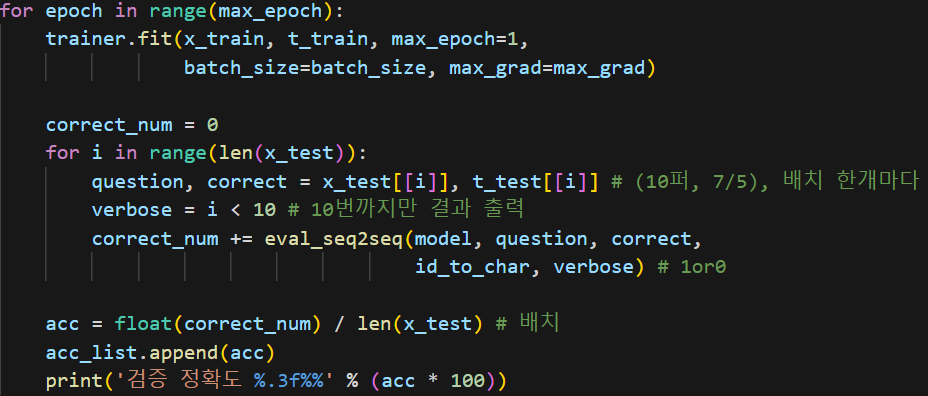 for epoch in range(max_epoch):
    trainer.fit(x_train, t_train, max_epoch=1,
                batch_size=batch_size, max_grad=max_grad)
    correct_num = 0
    for i in range(len(x_test)):
        question, correct = x_test[[i]], t_test[[i]] # (10퍼, 7/5), 배치 한개마다
        verbose = i < 10 # 10번까지만 결과 출력
        correct_num += eval_seq2seq(model, question, correct,
                                    id_to_char, verbose) # 1or0
    acc = float(correct_num) / len(x_test) # 배치
    acc_list.append(acc)
    print('검증 정확도 %.3f%%' % (acc * 100))